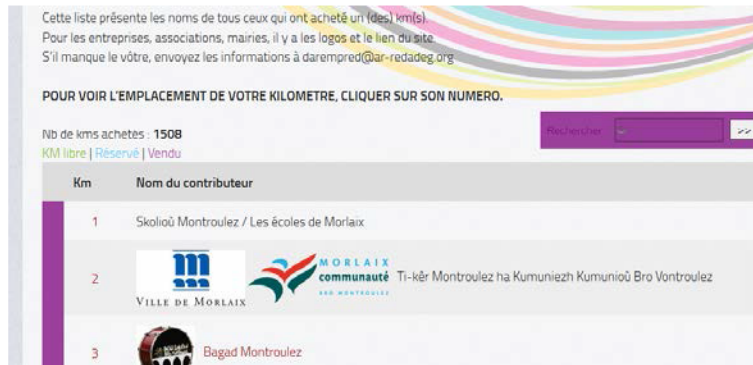 Cette liste présente les noms de tous ceux qui ont acheté un (des) km(s).
Pour les entreprises, associations, mairies, il y a les logos et le lien du site.
S'il manque le vôtre, envoyez les informations à darempred@ar-redadeg.org
POUR VOIR L'EMPLACEMENT DE VOTRE KILOMETRE, CLIQUER SUR SON NUMERO.
Rechercher >>
Nb de kms achetés : 1508
KM libre | Réservé | Vendu
Km Nom du contributeur
1 Skolioù Montroulez / Les écoles de Morlaix
MORLAIX
communauté
BRO MONTROULEZ
2 Ti-kêr Montroulez ha Kumuniezh Kumunioù Bro Vontroulez
VILLE DE MORLAIX
3 Bagad Montroulez